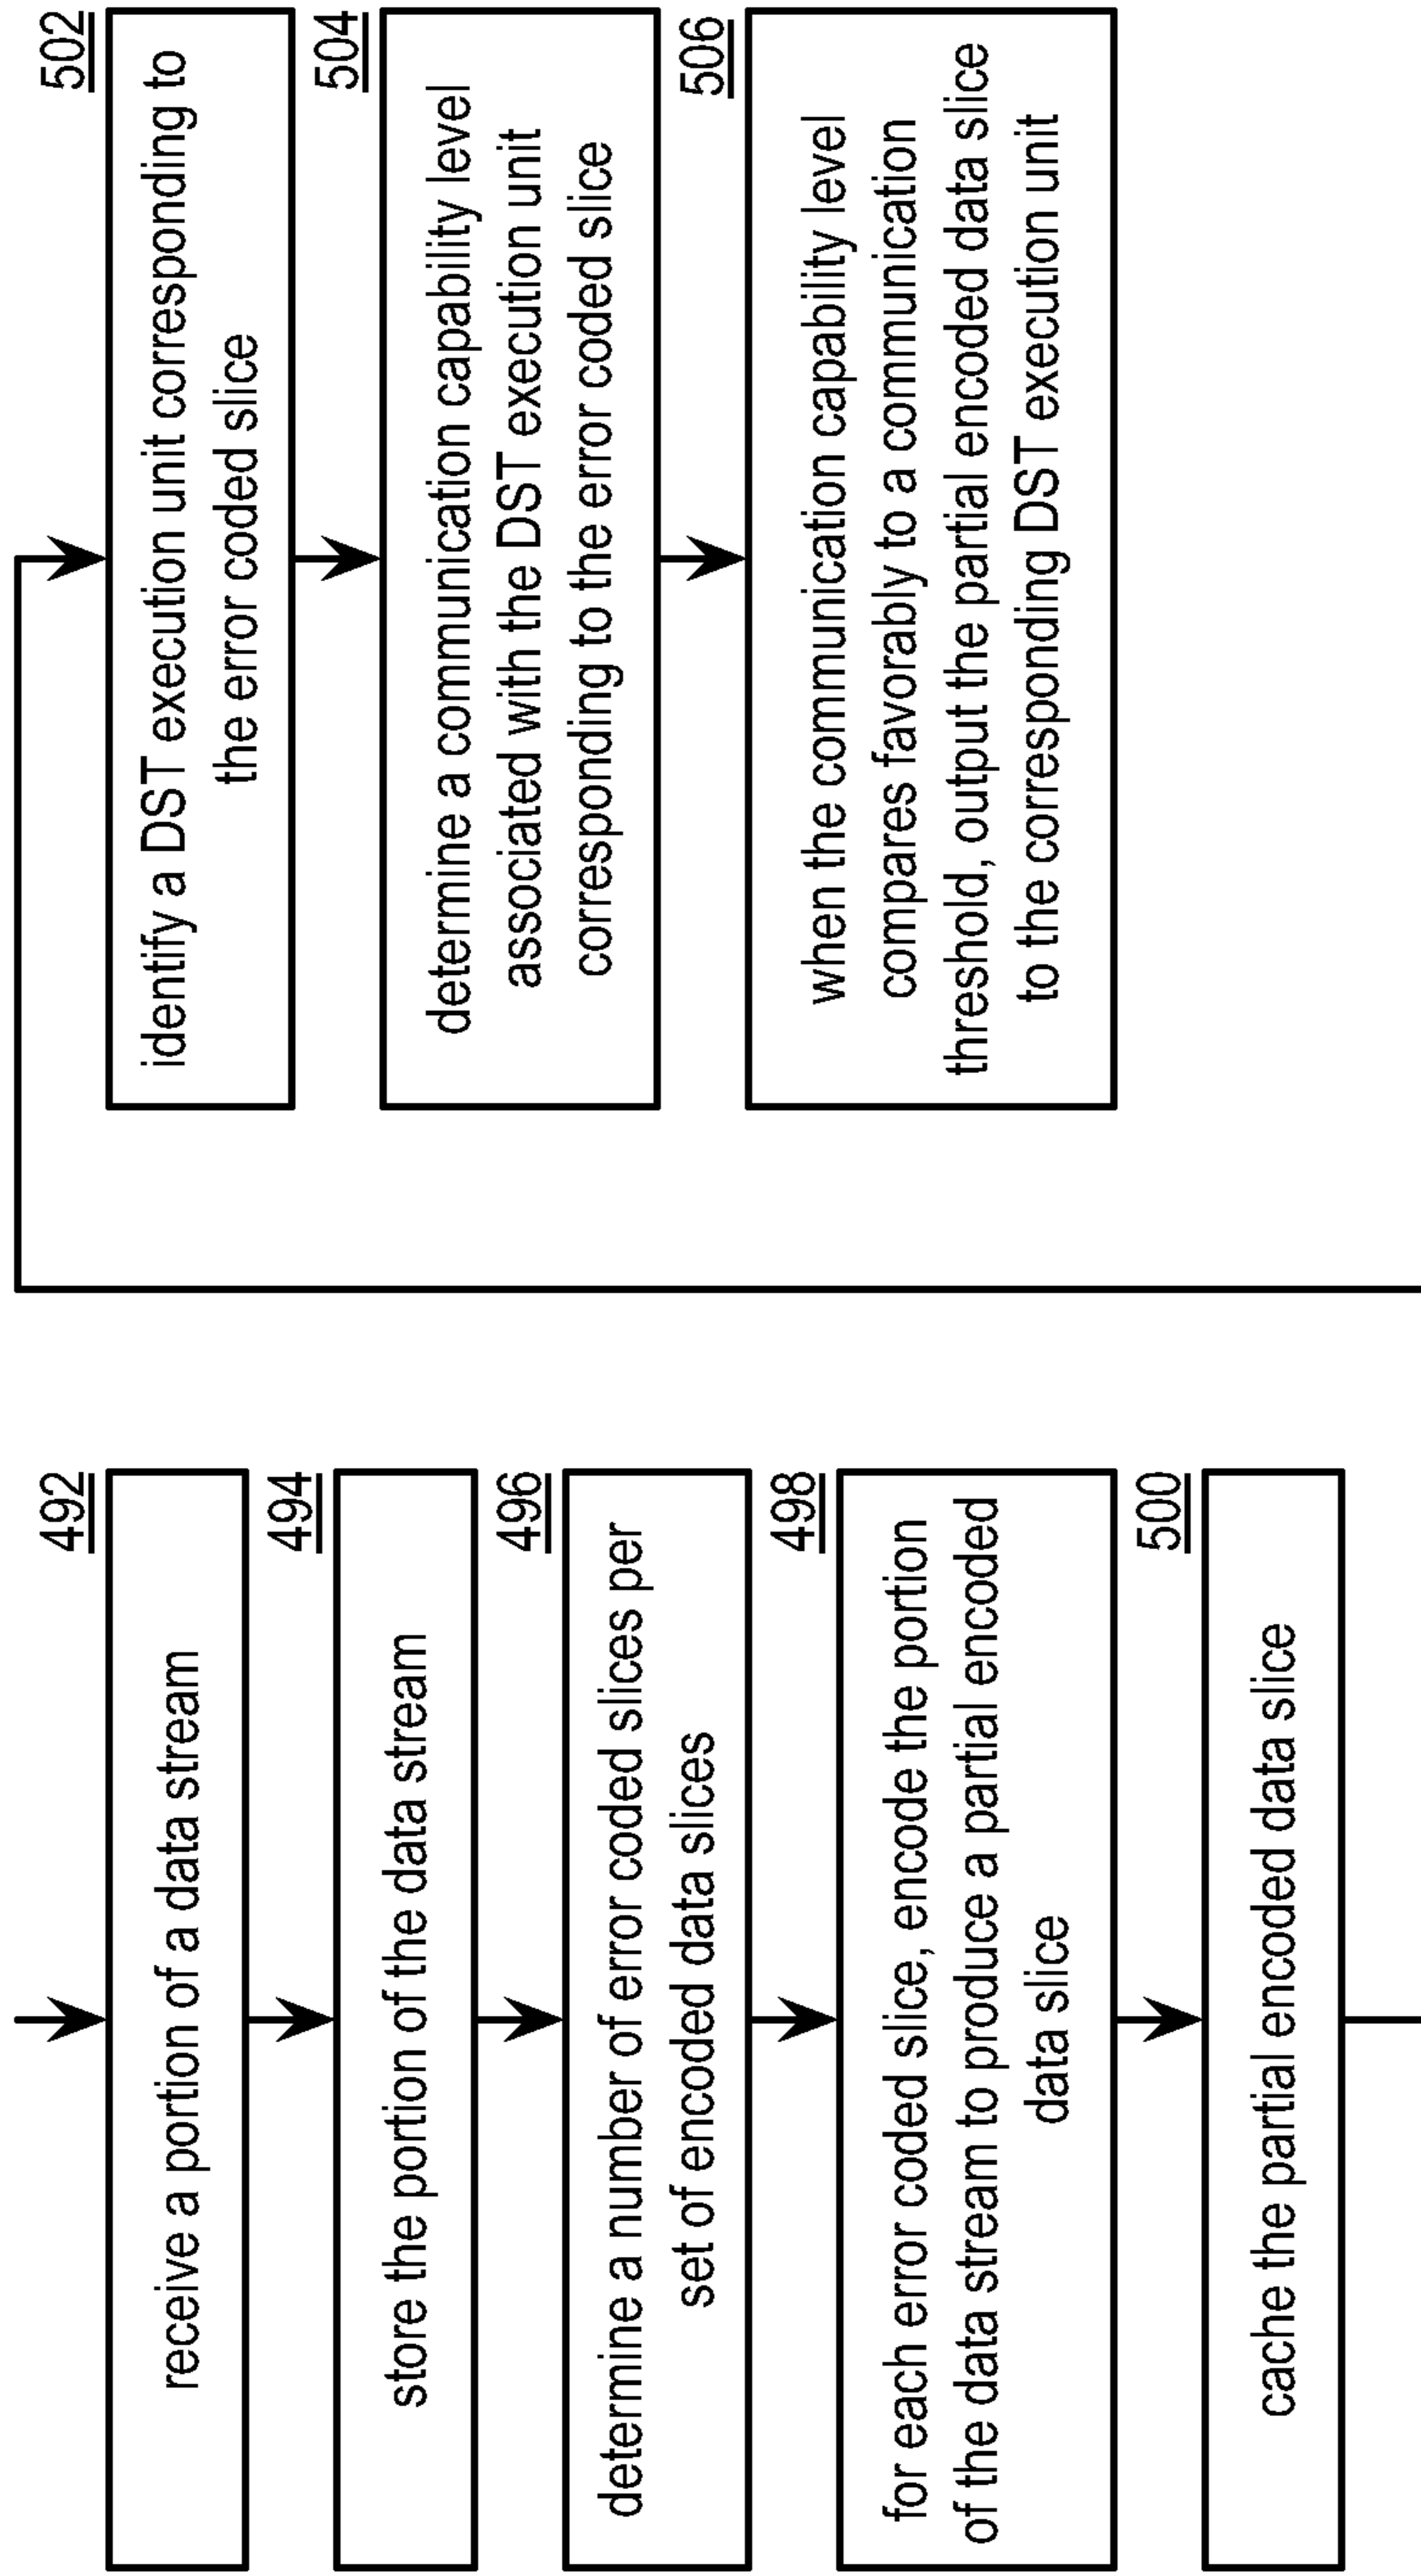 492
receive a portion of a data stream
494
store the portion of the data stream
496
determine a number of error coded slices per
set of encoded data slices
498
for each error coded slice, encode the portion
of the data stream to produce a partial encoded
data slice
500
cache the partial encoded data slice
502
identify a DST execution unit corresponding to
the error coded slice
504
determine a communication capability level
associated with the DST execution unit
corresponding to the error coded slice
506
when the communication capability level
compares favorably to a communication
threshold, output the partial encoded data slice
to the corresponding DST execution unit